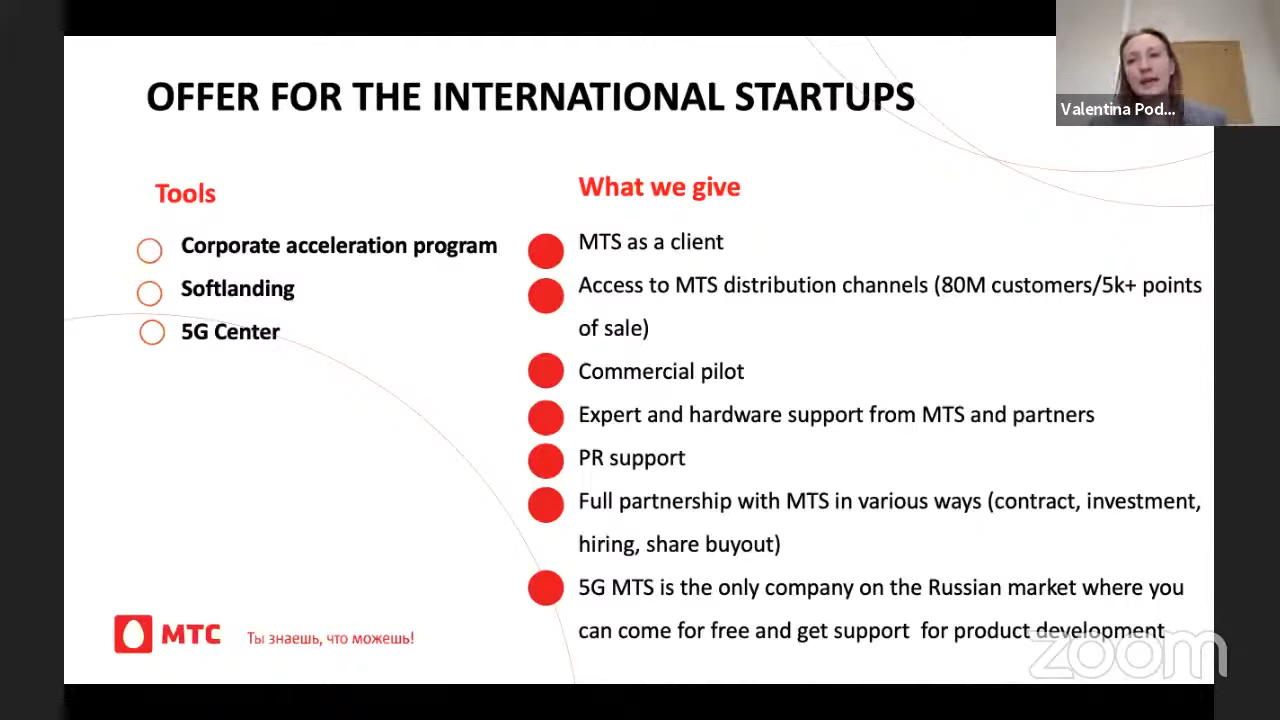 OFFER FOR THE INTERNATIONAL STARTUPS
Valentina Pod...
Tools
Corporate acceleration program
Softlanding
5G Center
What we give
MTS as a client
Access to MTS distribution channels (80M customers/5k+ points
of sale)
Commercial pilot
Expert and hardware support from MTS and partners
PR support
Full partnership with MTS in various ways (contract, investment,
hiring, share buyout)
5G MTS is the only company on the Russian market where you
can come for free and get support for product development
МТС
Ты знаешь, что можешь!
zoom